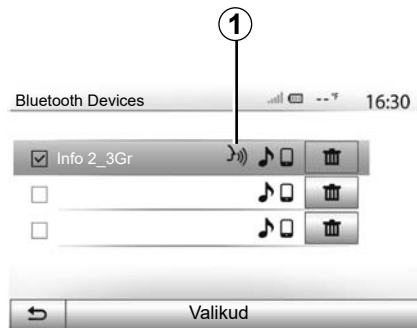 1
Bluetooth Devices --°F 16:30
Info 2_3Gr
Valikud